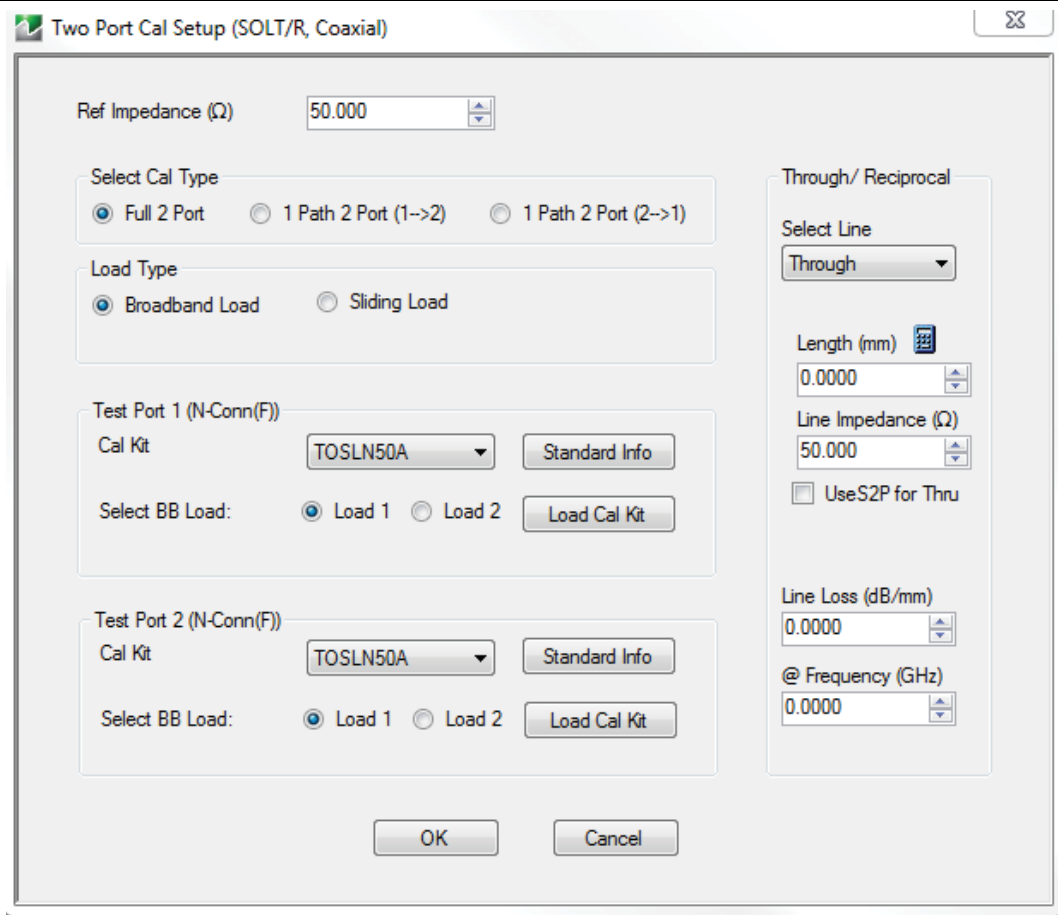 Two Port Cal Setup (SOLT/R, Coaxial)
Ref Impedance (Ω)
50.000
Select Cal Type
Full 2 Port
1 Path 2 Port (1-->2)
1 Path 2 Port (2-->1)
Load Type
Broadband Load
Sliding Load
Test Port 1 (N-Conn(F))
Cal Kit
TOSLN50A
Standard Info
Select BB Load:
Load 1
Load 2
Load Cal Kit
Test Port 2 (N-Conn(F))
Cal Kit
TOSLN50A
Standard Info
Select BB Load:
Load 1
Load 2
Load Cal Kit
Through/ Reciprocal
Select Line
Through
Length (mm)
0.0000
Line Impedance (Ω)
50.000
UseS2P for Thru
Line Loss (dB/mm)
0.0000
@ Frequency (GHz)
0.0000
OK
Cancel